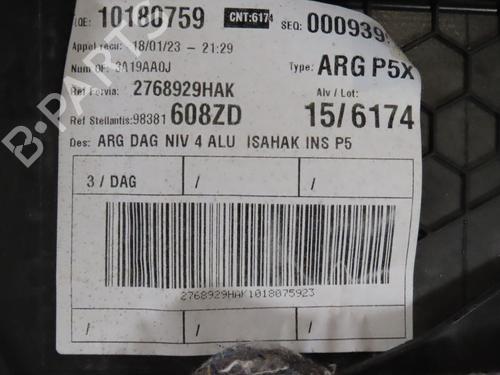 10180759 CNT:6174 SEQ: 000939
Appel reçu: 18/01/23 – 21:29
Num OF: 3A19AA0J Type: ARG P5X
Ref Fervia: 2768929HAK Alv / Lot:
Ref Stellantis: 98381 608ZD 15/6174
Des: ARG DAG NIV 4 ALU ISAHAK INS P5
3 / DAG / /
2768929HAK1018075923
/ / /
B-PARTS